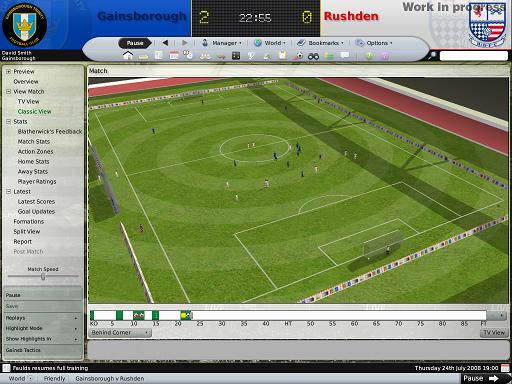 Work in progress
Gainsborough 2 22:55 0 Rushden
Pause Manager World Bookmarks Options
David Smith
Gainsborough
Preview
Overview
View Match
TV View
Classic View
Stats
Blatherwick's Feedback
Match Stats
Action Zones
Home Stats
Away Stats
Player Ratings
Latest
Latest Scores
Goal Updates
Formations
Split View
Report
Post Match
Match Speed
Pause
Save
Replays
Highlight Mode
Show Highlights In
Gainsb Tactics
Match
KO 5 10 15 20 25 30 35 40 HT 50 55 60 65 70 75 80 85 FT
Behind Corner TV View
Faulds resumes full training Thursday 24th July 2008 19:00
World Friendly Gainsborough v Rushden Pause